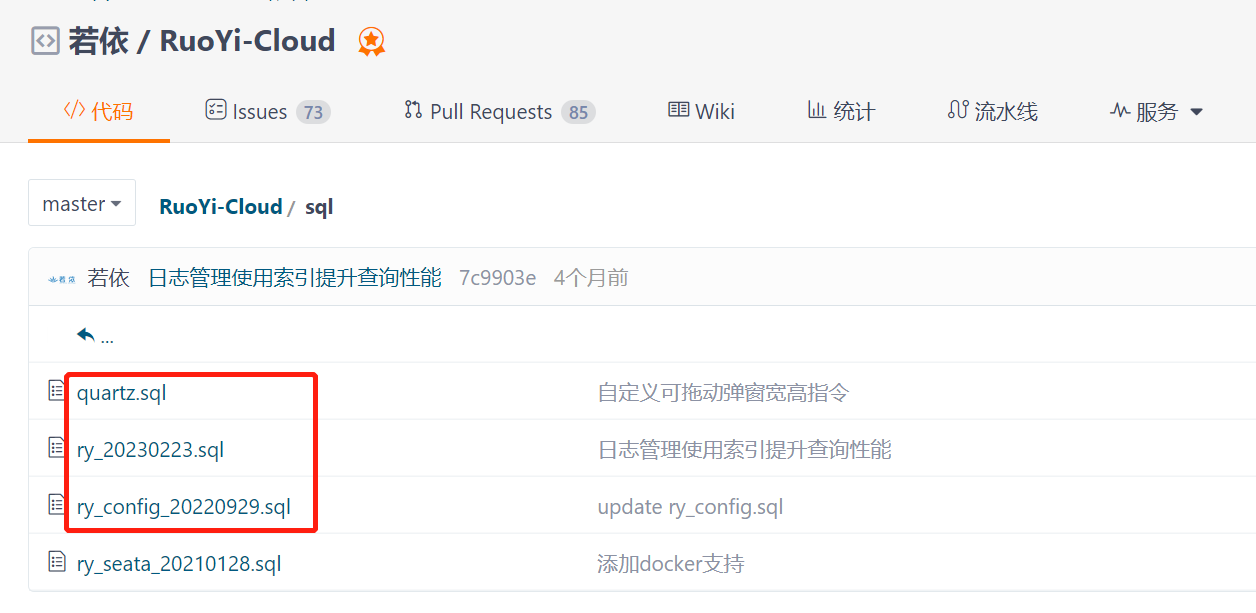 若依 / RuoYi-Cloud
代码 Issues 73 Pull Requests 85 Wiki 统计 流水线 服务
master RuoYi-Cloud / sql
若依 若依 日志管理使用索引提升查询性能 7c9903e 4个月前
...
quartz.sql 自定义可拖动弹窗宽高指令
ry_20230223.sql 日志管理使用索引提升查询性能
ry_config_20220929.sql update ry_config.sql
ry_seata_20210128.sql 添加docker支持